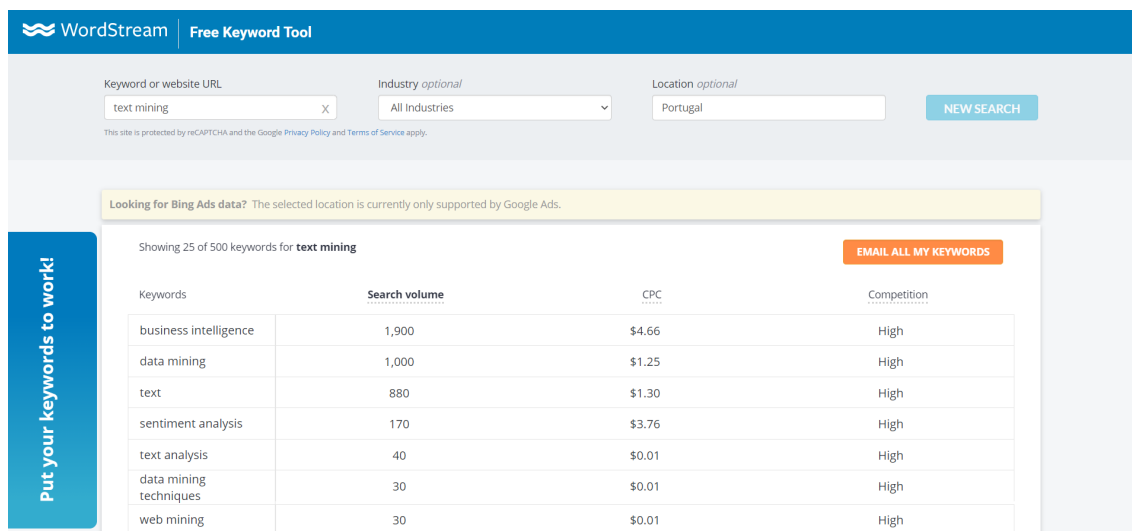 WordStream Free Keyword Tool
Keyword or website URL Industry optional Location optional
text mining X All Industries Portugal NEW SEARCH
This site is protected by reCAPTCHA and the Google Privacy Policy and Terms of Service apply.
Looking for Bing Ads data? The selected location is currently only supported by Google Ads.
Put your keywords to work!
Showing 25 of 500 keywords for text mining EMAIL ALL MY KEYWORDS
Keywords Search volume CPC Competition
business intelligence 1,900 $4.66 High
data mining 1,000 $1.25 High
text 880 $1.30 High
sentiment analysis 170 $3.76 High
text analysis 40 $0.01 High
data mining
techniques 30 $0.01 High
web mining 30 $0.01 High